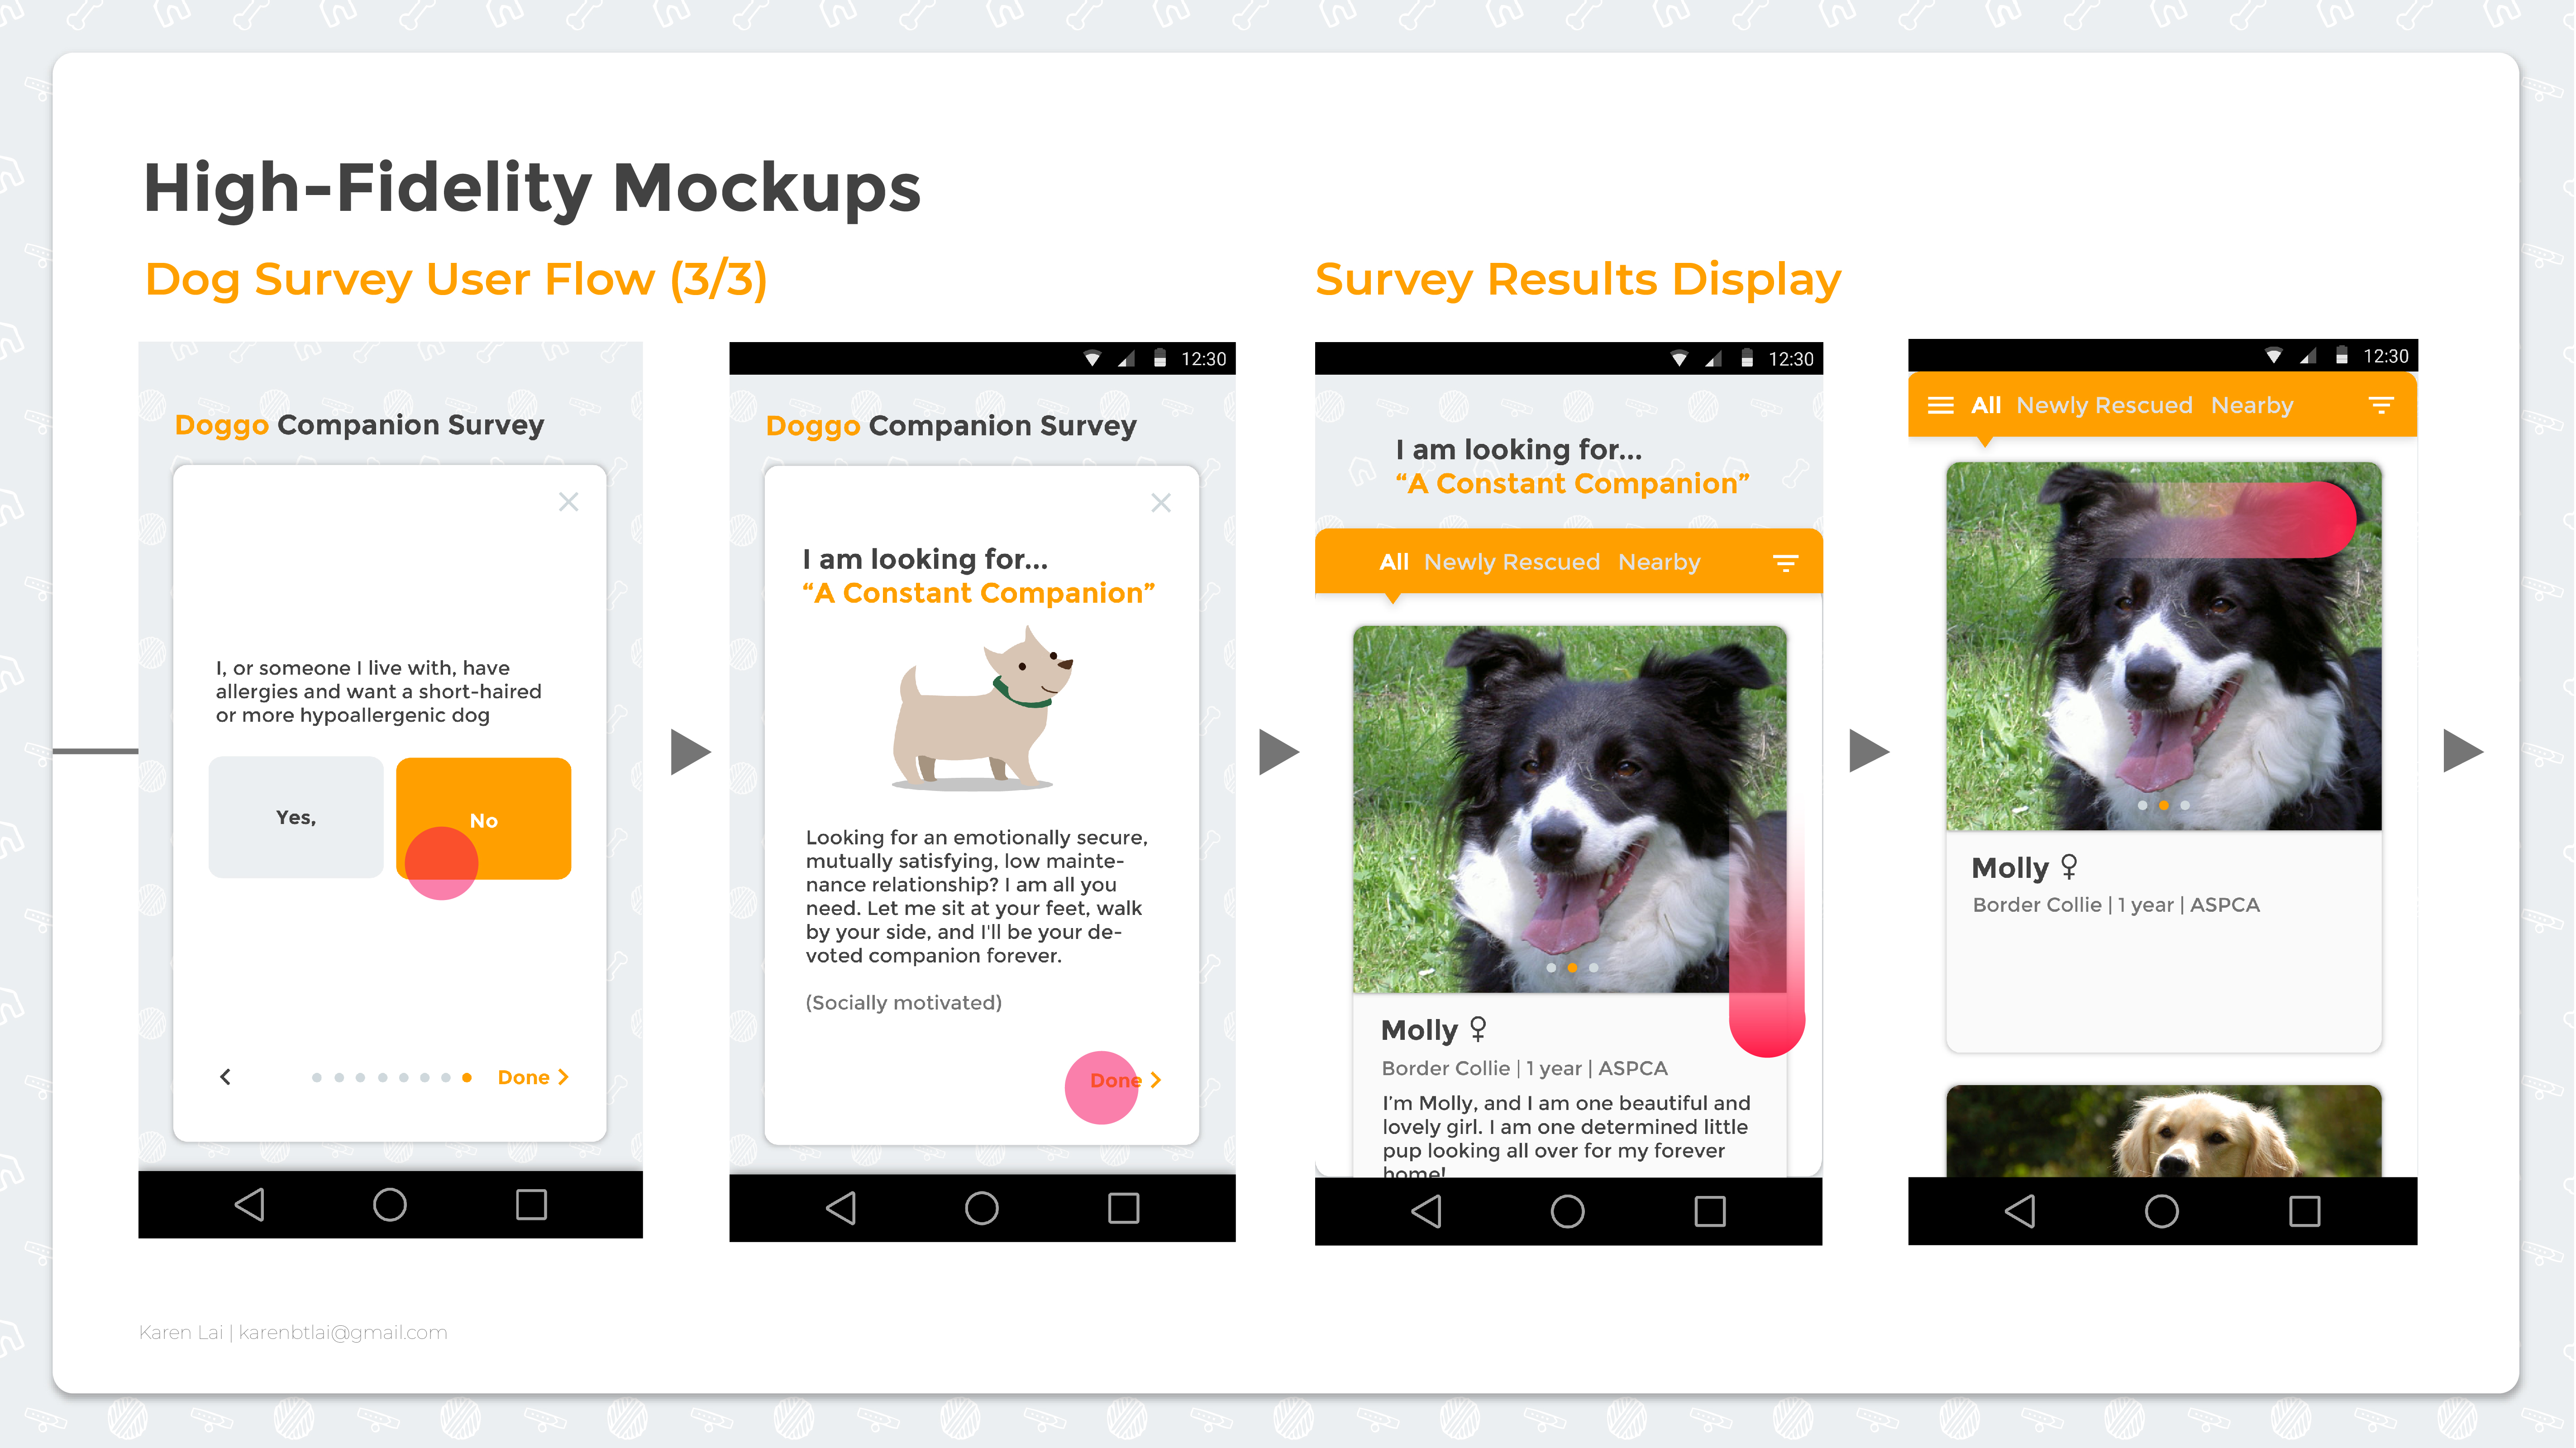 High-Fidelity Mockups
Dog Survey User Flow (3/3)
Survey Results Display
Doggo Companion Survey
I, or someone I live with, have
allergies and want a short-haired
or more hypoallergenic dog
Yes,
No
Done
12:30
Doggo Companion Survey
I am looking for...
“A Constant Companion”
Looking for an emotionally secure,
mutually satisfying, low mainte-
nance relationship? I am all you
need. Let me sit at your feet, walk
by your side, and I'll be your de-
voted companion forever.
(Socially motivated)
Done
12:30
I am looking for...
“A Constant Companion”
All Newly Rescued Nearby
Molly ♀
Border Collie | 1 year | ASPCA
I’m Molly, and I am one beautiful and
lovely girl. I am one determined little
pup looking all over for my forever
home!
12:30
All Newly Rescued Nearby
Molly ♀
Border Collie | 1 year | ASPCA
Karen Lai | karenbtlai@gmail.com